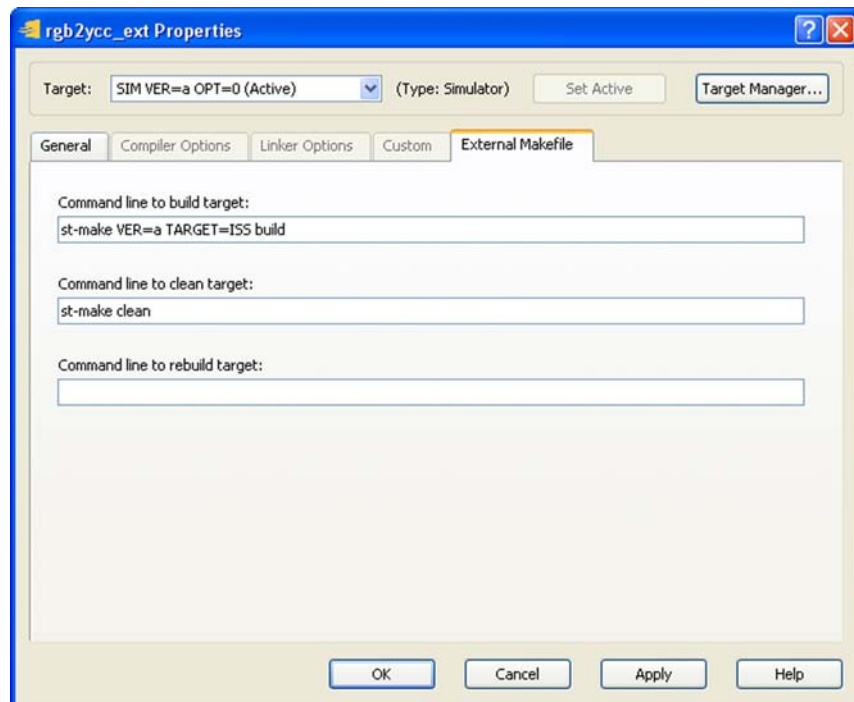 rgb2ycc_ext Properties
Target: SIM VER=a OPT=0 (Active) (Type: Simulator) Set Active Target Manager...
General Compiler Options Linker Options Custom External Makefile
Command line to build target:
st-make VER=a TARGET=ISS build
Command line to clean target:
st-make clean
Command line to rebuild target:
OK Cancel Apply Help